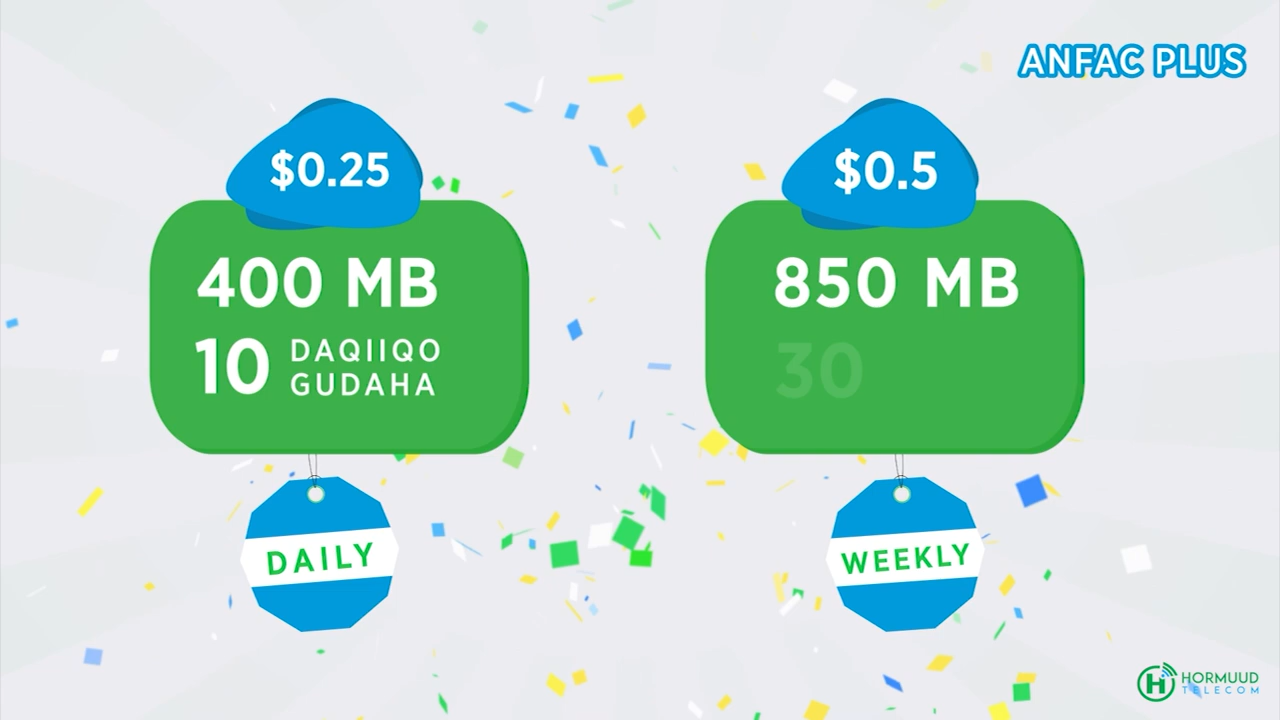 ANFAC PLUS
$0.25
400 MB
10 DAQIIQO
GUDAHA
DAILY
$0.5
850 MB
30
WEEKLY
HORMUUD
TELECOM